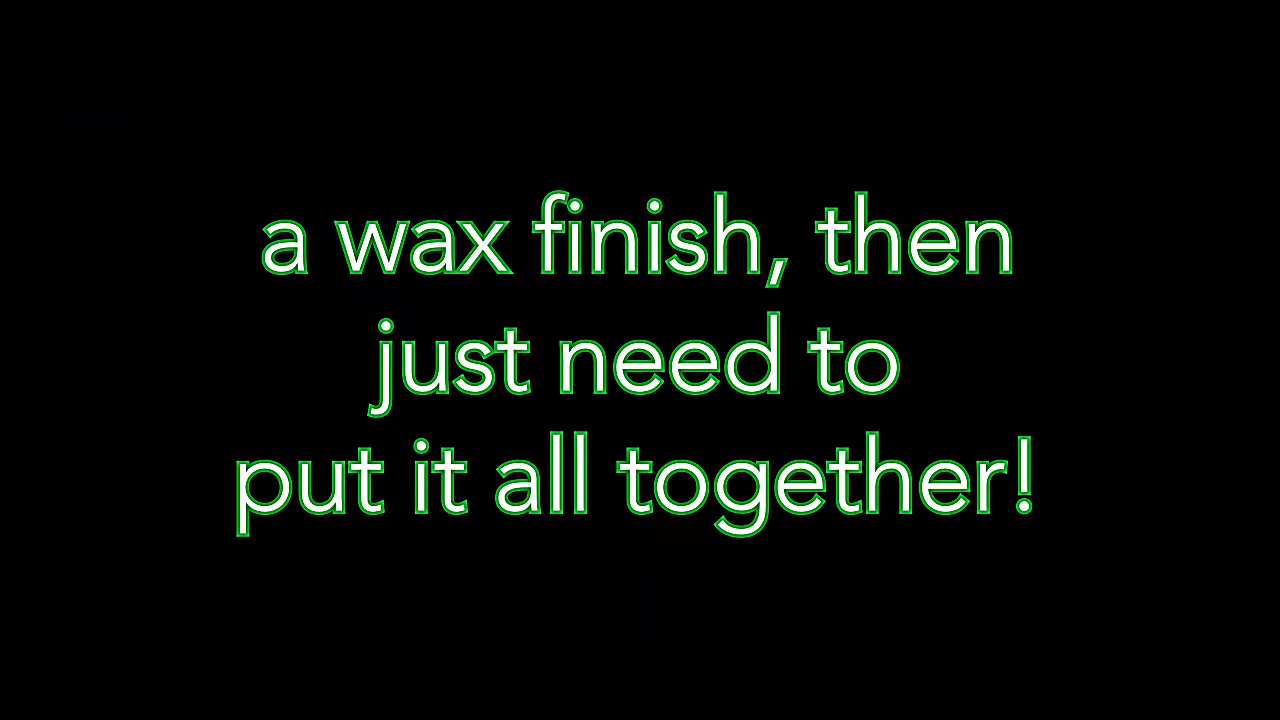 a wax finish, then
just need to
put it all together!